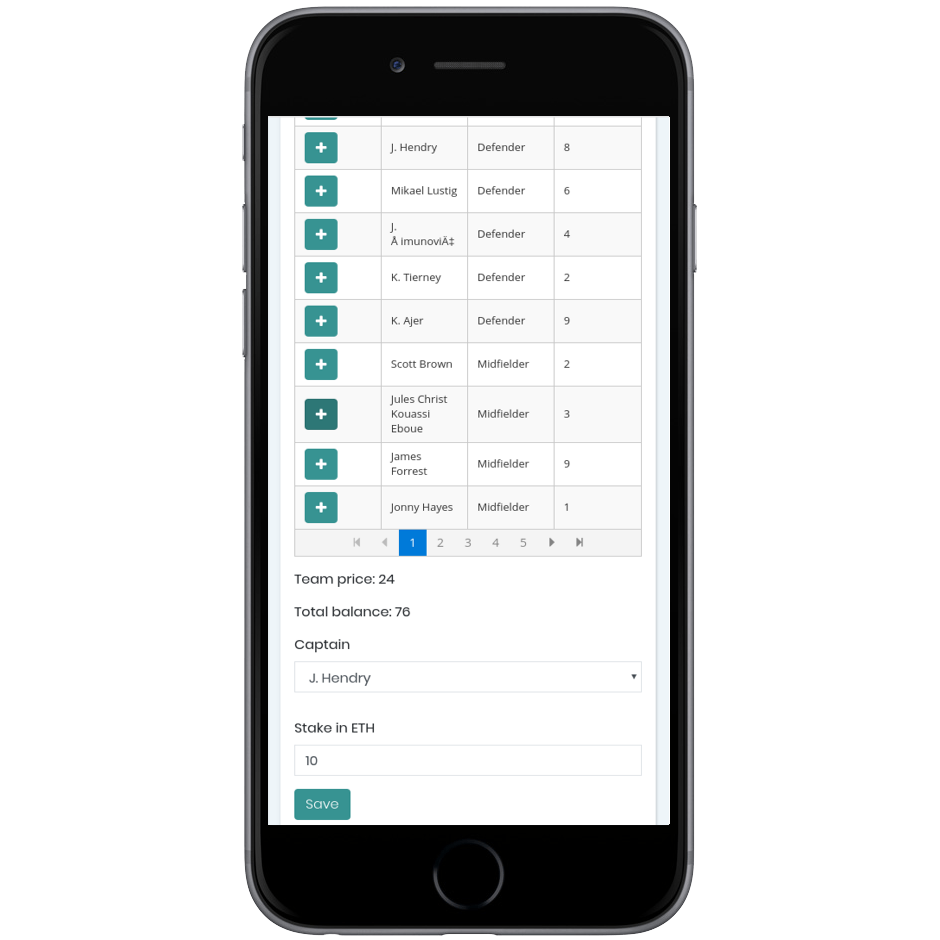 J. Hendry Defender 8
Mikael Lustig Defender 6
J.
Å imunoviÄ‡ Defender 4
K. Tierney Defender 2
K. Ajer Defender 9
Scott Brown Midfielder 2
Jules Christ
Kouassi Midfielder 3
Eboue
James
Forrest Midfielder 9
Jonny Hayes Midfielder 1
1 2 3 4 5
Team price: 24
Total balance: 76
Captain
J. Hendry
Stake in ETH
10
Save